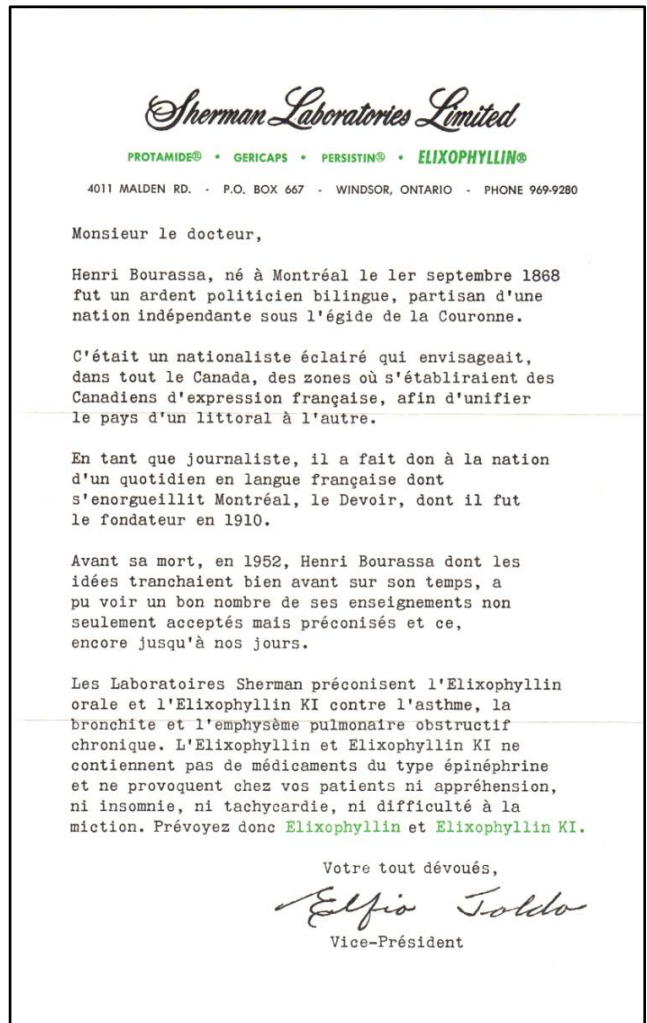 Sherman Laboratories Limited
PROTAMIDE® • GERICAPS • PERSISTIN® • ELIXOPHYLLIN®
4011 MALDEN RD. - P.O. BOX 667 - WINDSOR, ONTARIO - PHONE 969-9280
Monsieur le docteur,
Henri Bourassa, né à Montréal le 1er septembre 1868
fut un ardent politicien bilingue, partisan d'une
nation indépendante sous l'égide de la Couronne.
C'était un nationaliste éclairé qui envisageait,
dans tout le Canada, des zones où s'établiraient des
Canadiens d'expression française, afin d'unifier
le pays d'un littoral à l'autre.
En tant que journaliste, il a fait don à la nation
d'un quotidien en langue française dont
s'enorgueillit Montréal, le Devoir, dont il fut
le fondateur en 1910.
Avant sa mort, en 1952, Henri Bourassa dont les
idées tranchaient bien avant sur son temps, a
pu voir un bon nombre de ses enseignements non
seulement acceptés mais préconisés et ce,
encore jusqu'à nos jours.
Les Laboratoires Sherman préconisent l'Elixophyllin
orale et l'Elixophyllin KI contre l'asthme, la
bronchite et l'emphysème pulmonaire obstructif
chronique. L'Elixophyllin et Elixophyllin KI ne
contiennent pas de médicaments du type épinéphrine
et ne provoquent chez vos patients ni appréhension,
ni insomnie, ni tachycardie, ni difficulté à la
miction. Prévoyez donc Elixophyllin et Elixophyllin KI.
Votre tout dévoués,
Elfio Toldo
Vice-Président